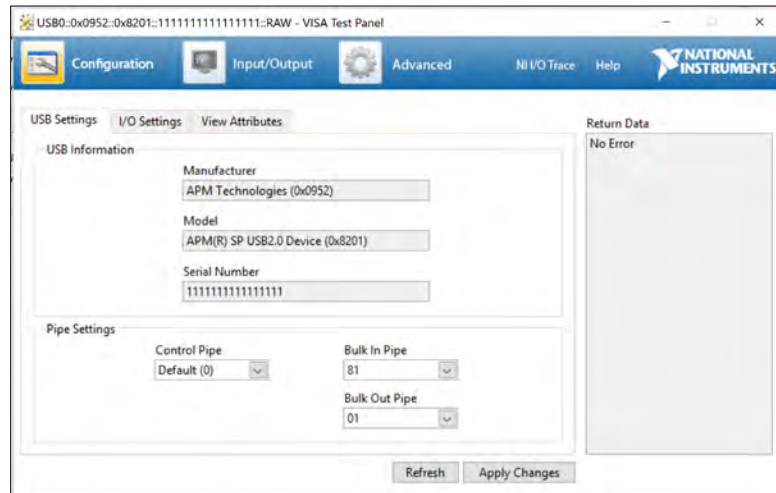 USB0::0x0952::0x8201::1111111111111111::RAW - VISA Test Panel
Configuration
Input/Output
Advanced
NI I/O Trace
Help
NATIONAL
INSTRUMENTS
USB Settings
I/O Settings
View Attributes
Return Data
No Error
USB Information
Manufacturer
APM Technologies (0x0952)
Model
APM(R) SP USB2.0 Device (0x8201)
Serial Number
1111111111111111
Pipe Settings
Control Pipe
Default (0)
Bulk In Pipe
81
Bulk Out Pipe
01
Refresh
Apply Changes